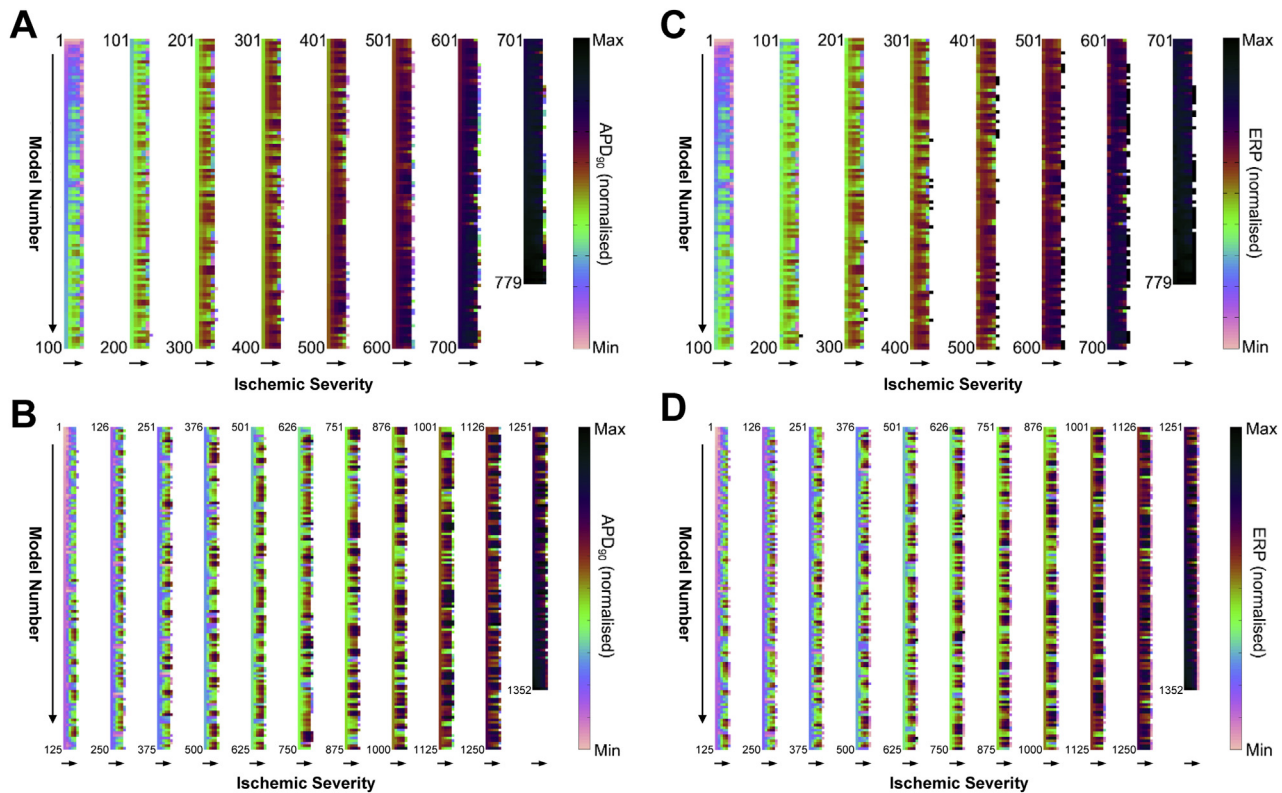 A
1 101 201 301 401 501 601 701
Model Number
779
100 200 300 400 500 600 700
Ischemic Severity
Max
APD90 (normalised)
Min
C
1 101 201 301 401 501 601 701
Model Number
779
100 200 300 400 500 600 700
Ischemic Severity
Max
ERP (normalised)
Min
B
1 126 251 376 501 626 751 876 1001 1126 1251
Model Number
1352
125 250 375 500 625 750 875 1000 1125 1250
Ischemic Severity
Max
APD90 (normalised)
Min
D
1 126 251 376 501 626 751 876 1001 1126 1251
Model Number
1352
125 250 375 500 625 750 875 1000 1125 1250
Ischemic Severity
Max
ERP (normalised)
Min